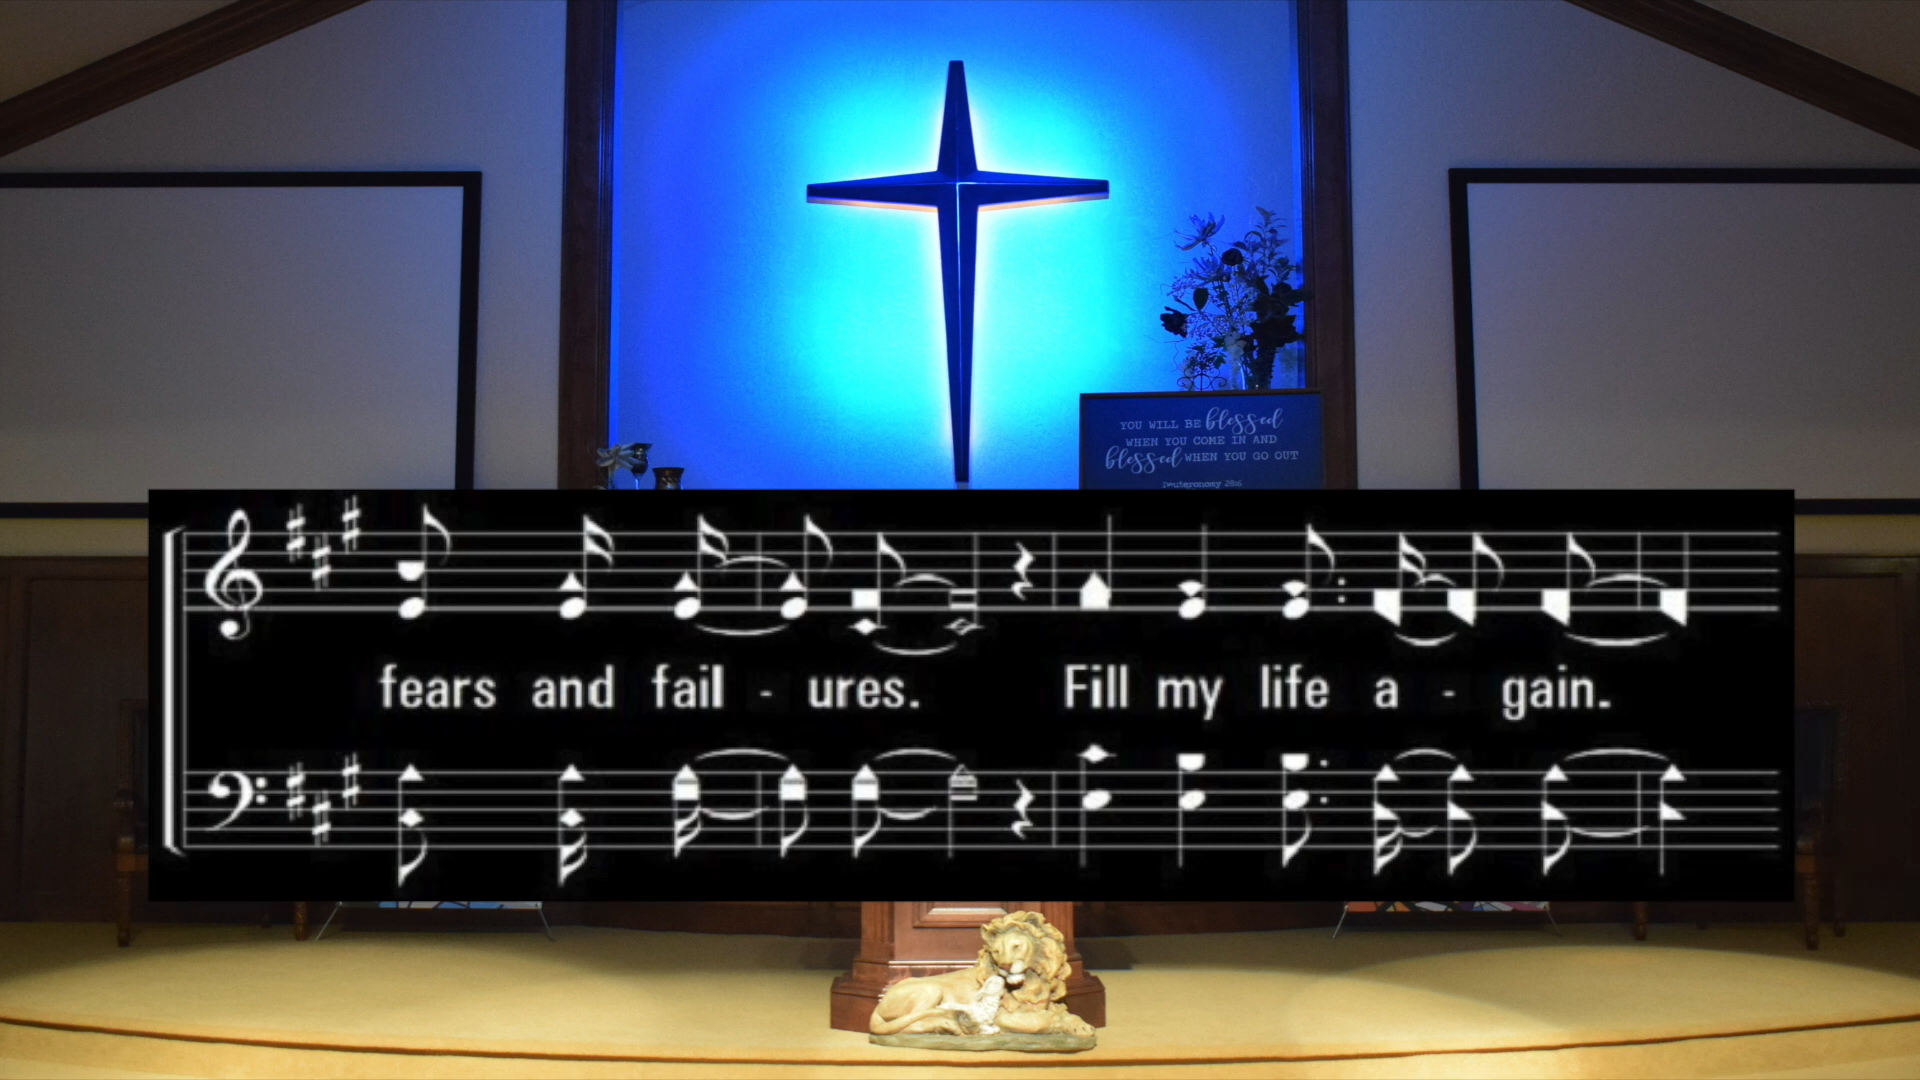 YOU WILL BE blessed
WHEN YOU COME IN AND
blessed WHEN YOU GO OUT
Deuteronomy 28:6
fears and fail - ures. Fill my life a - gain.